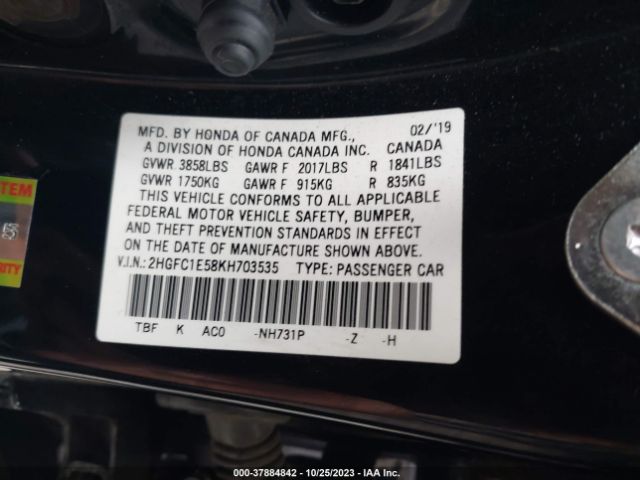 MFD. BY HONDA OF CANADA MFG., 02/'19
A DIVISION OF HONDA CANADA INC. CANADA
GVWR 3858LBS GAWR F 2017LBS R 1841LBS
GVWR 1750KG GAWR F 915KG R 835KG
THIS VEHICLE CONFORMS TO ALL APPLICABLE
FEDERAL MOTOR VEHICLE SAFETY, BUMPER,
AND THEFT PREVENTION STANDARDS IN EFFECT
ON THE DATE OF MANUFACTURE SHOWN ABOVE.
V.I.N.: 2HGFC1E58KH703535 TYPE: PASSENGER CAR
TBF K AC0 -NH731P -Z -H
000-37884842 - 10/25/2023 - IAA Inc.